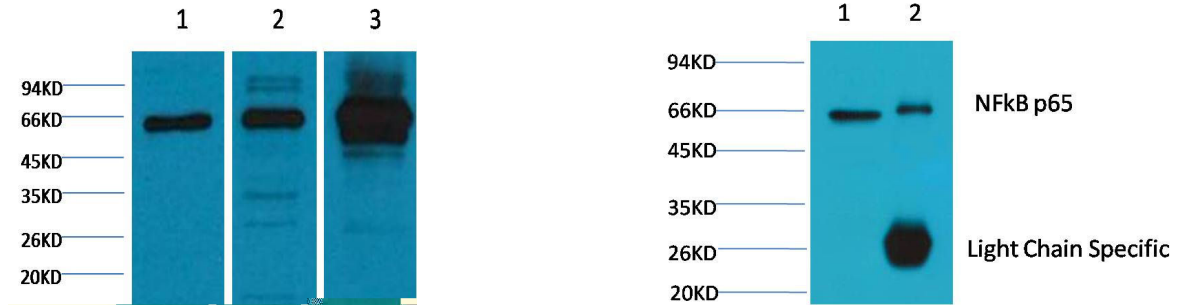 1 2 3
94KD
66KD
45KD
35KD
26KD
20KD
1 2
94KD
66KD
45KD
35KD
26KD
20KD
NFkB p65
Light Chain Specific